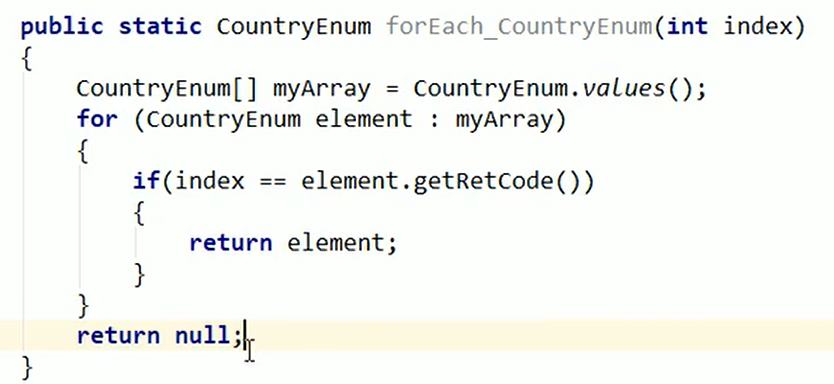 public static CountryEnum forEach_CountryEnum(int index)
{
    CountryEnum[] myArray = CountryEnum.values();
    for (CountryEnum element : myArray)
    {
        if(index == element.getRetCode())
        {
            return element;
        }
    }
    return null;
}